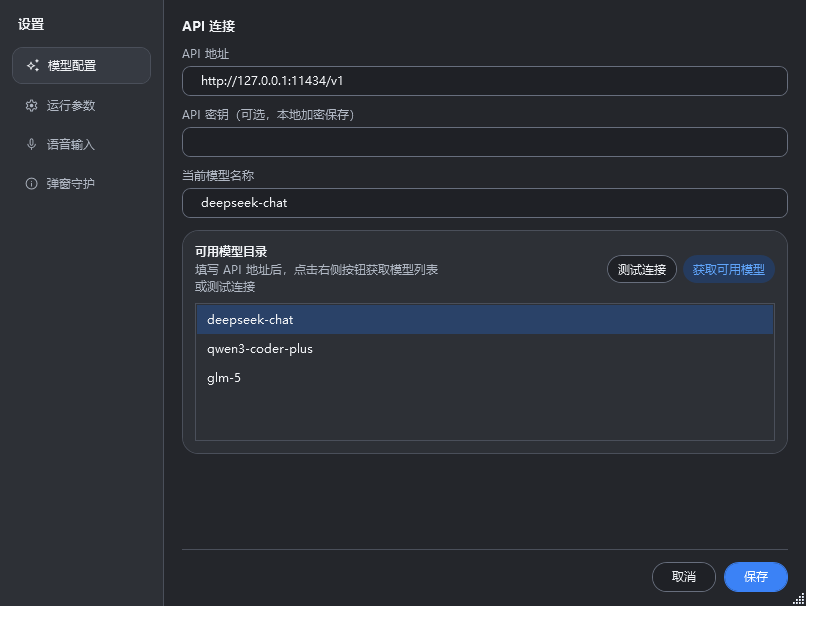 设置
模型配置
运行参数
语音输入
弹窗守护
API 连接
API 地址
http://127.0.0.1:11434/v1
API 密钥（可选，本地加密保存）
当前模型名称
deepseek-chat
可用模型目录
填写 API 地址后，点击右侧按钮获取模型列表
或测试连接
测试连接
获取可用模型
deepseek-chat
qwen3-coder-plus
glm-5
取消
保存